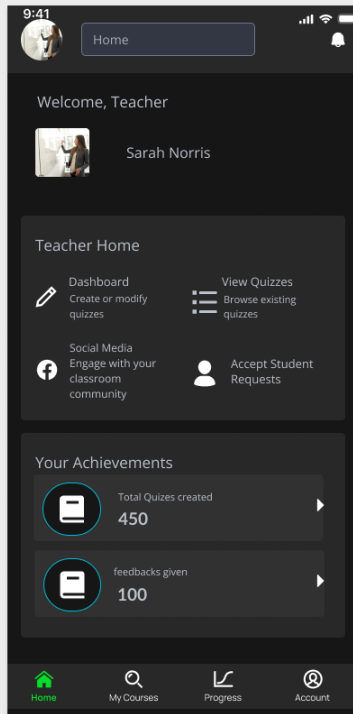 9:41
Home
Welcome, Teacher
Sarah Norris
Teacher Home
Dashboard
Create or modify
quizzes
View Quizzes
Browse existing
quizzes
Social Media
Engage with your
classroom
community
Accept Student
Requests
Your Achievements
Total Quizes created
450
feedbacks given
100
Home
My Courses
Progress
Account